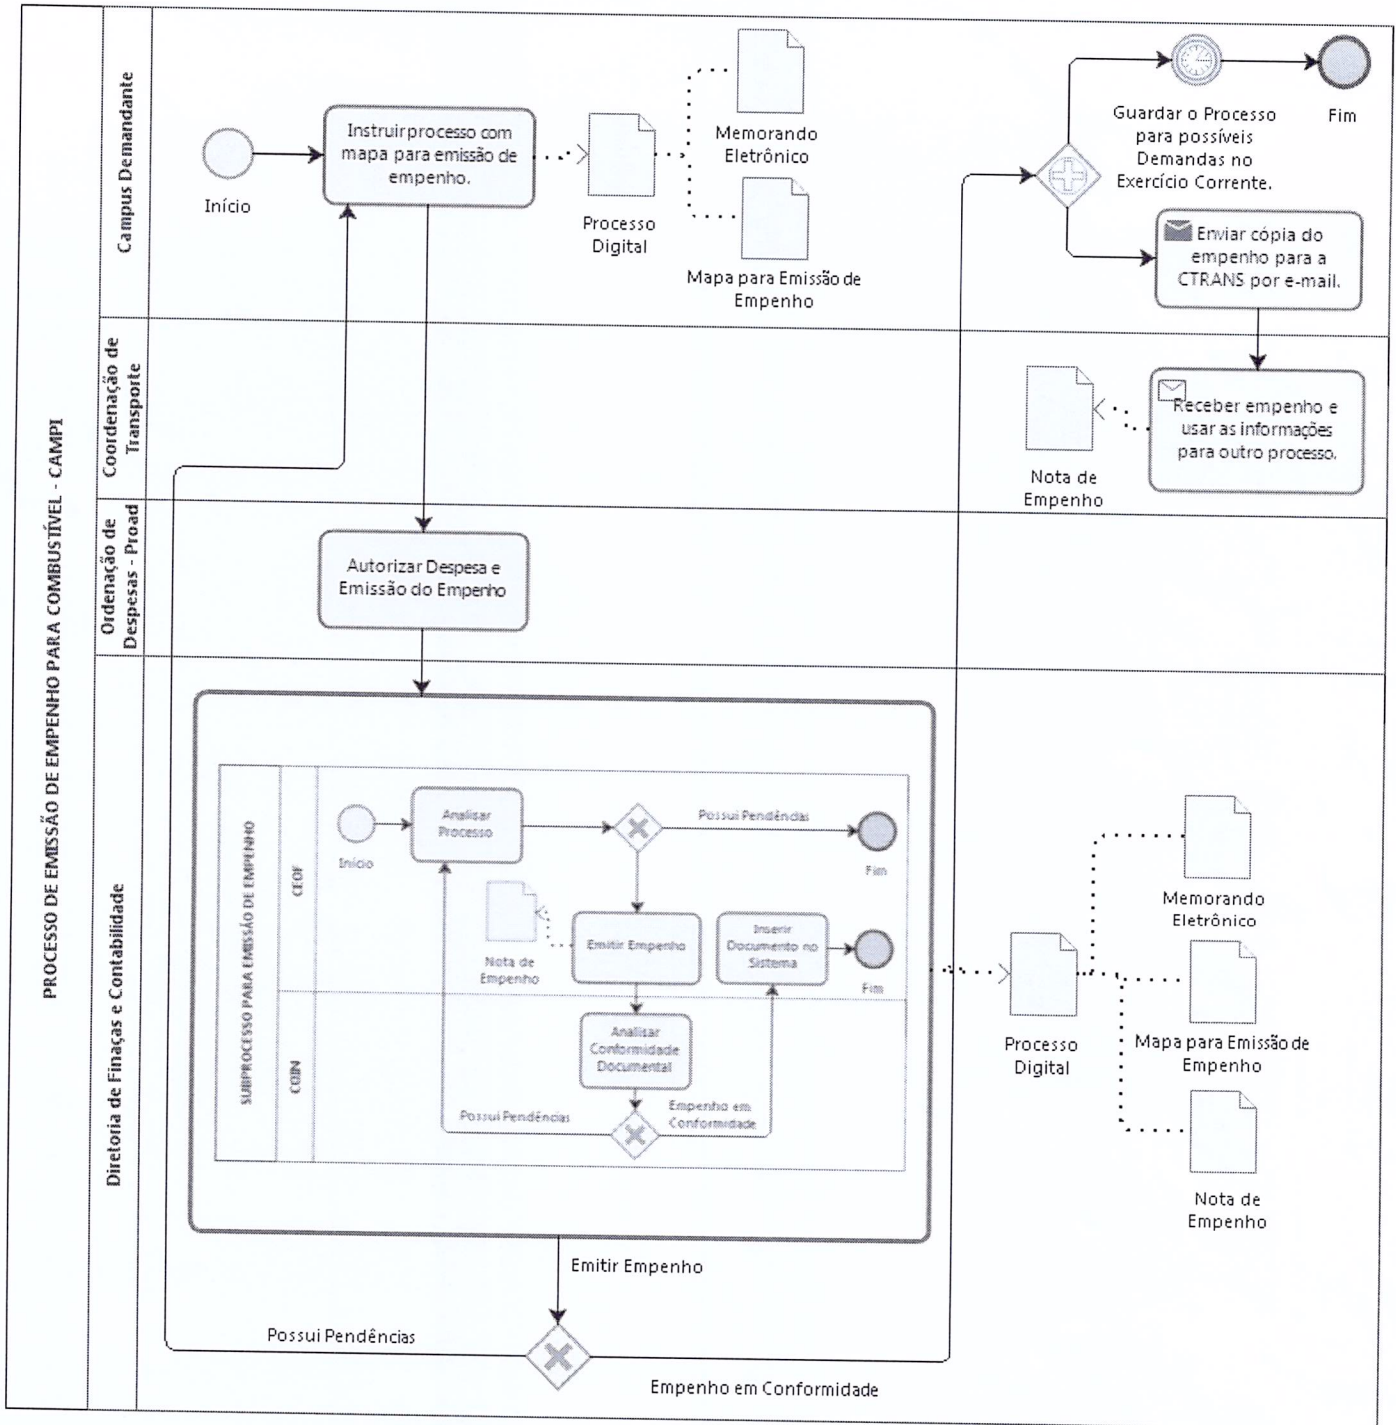 PROCESSO DE EMISSÃO DE EMPENHO PARA COMBUSTÍVEL - CAMPI
Campus Demandante
Início
Instruir processo com
mapa para emissão de
empenho.
Processo
Digital
Memorando
Eletrônico
Mapa para Emissão de
Empenho
Guardar o Processo
para possíveis
Demandas no
Exercício Corrente.
Fim
Enviar cópia do
empenho para a
CTRANS por e-mail.
Coordenação de
Transporte
Receber empenho e
usar as informações
para outro processo.
Nota de
Empenho
Ordenação de
Despesas - Proad
Autorizar Despesa e
Emissão do Empenho
Diretoria de Finaças e Contabilidade
SUBPROCESSO PARA EMISSÃO DE EMPENHO
CEOF
Início
Analisar
Processo
Possui Pendências
Fim
Nota de
Empenho
Emitir Empenho
Inserir
Documento no
Sistema
Fim
COIN
Analisar
Conformidade
Documental
Possui Pendências
Empenho em
Conformidade
Processo
Digital
Memorando
Eletrônico
Mapa para Emissão de
Empenho
Nota de
Empenho
Emitir Empenho
Possui Pendências
Empenho em Conformidade